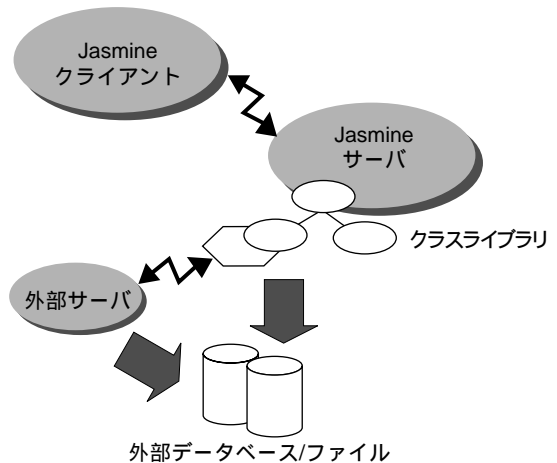 Jasmine
クライアント
Jasmine
サーバ
クラスライブラリ
外部サーバ
外部データベース/ファイル